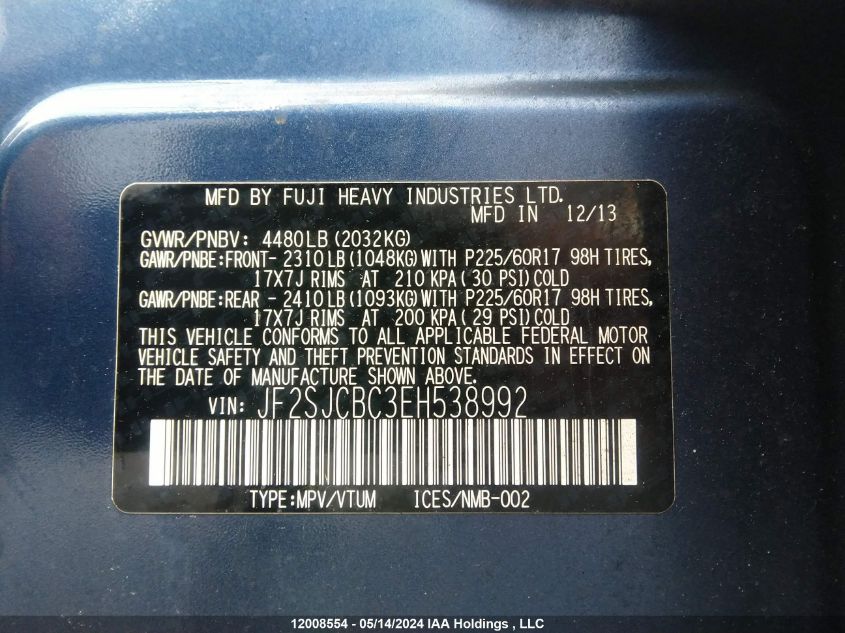 MFD BY FUJI HEAVY INDUSTRIES LTD.
MFD IN 12/13
GVWR/PNBV: 4480LB(2032KG)
GAWR/PNBE:FRONT- 2310LB(1048KG)WITH P225/60R17 98H TIRES,
17X7J RIMS AT 210KPA(30 PSI)COLD
GAWR/PNBE:REAR - 2410LB(1093KG)WITH P225/60R17 98H TIRES,
17X7J RIMS AT 200KPA(29 PSI)COLD
THIS VEHICLE CONFORMS TO ALL APPLICABLE FEDERAL MOTOR
VEHICLE SAFETY AND THEFT PREVENTION STANDARDS IN EFFECT ON
THE DATE OF MANUFACTURE SHOWN ABOVE.
VIN: JF2SJCBC3EH538992
TYPE:MPV/VTUM ICES/NMB-002
12008554 - 05/14/2024 IAA Holdings , LLC